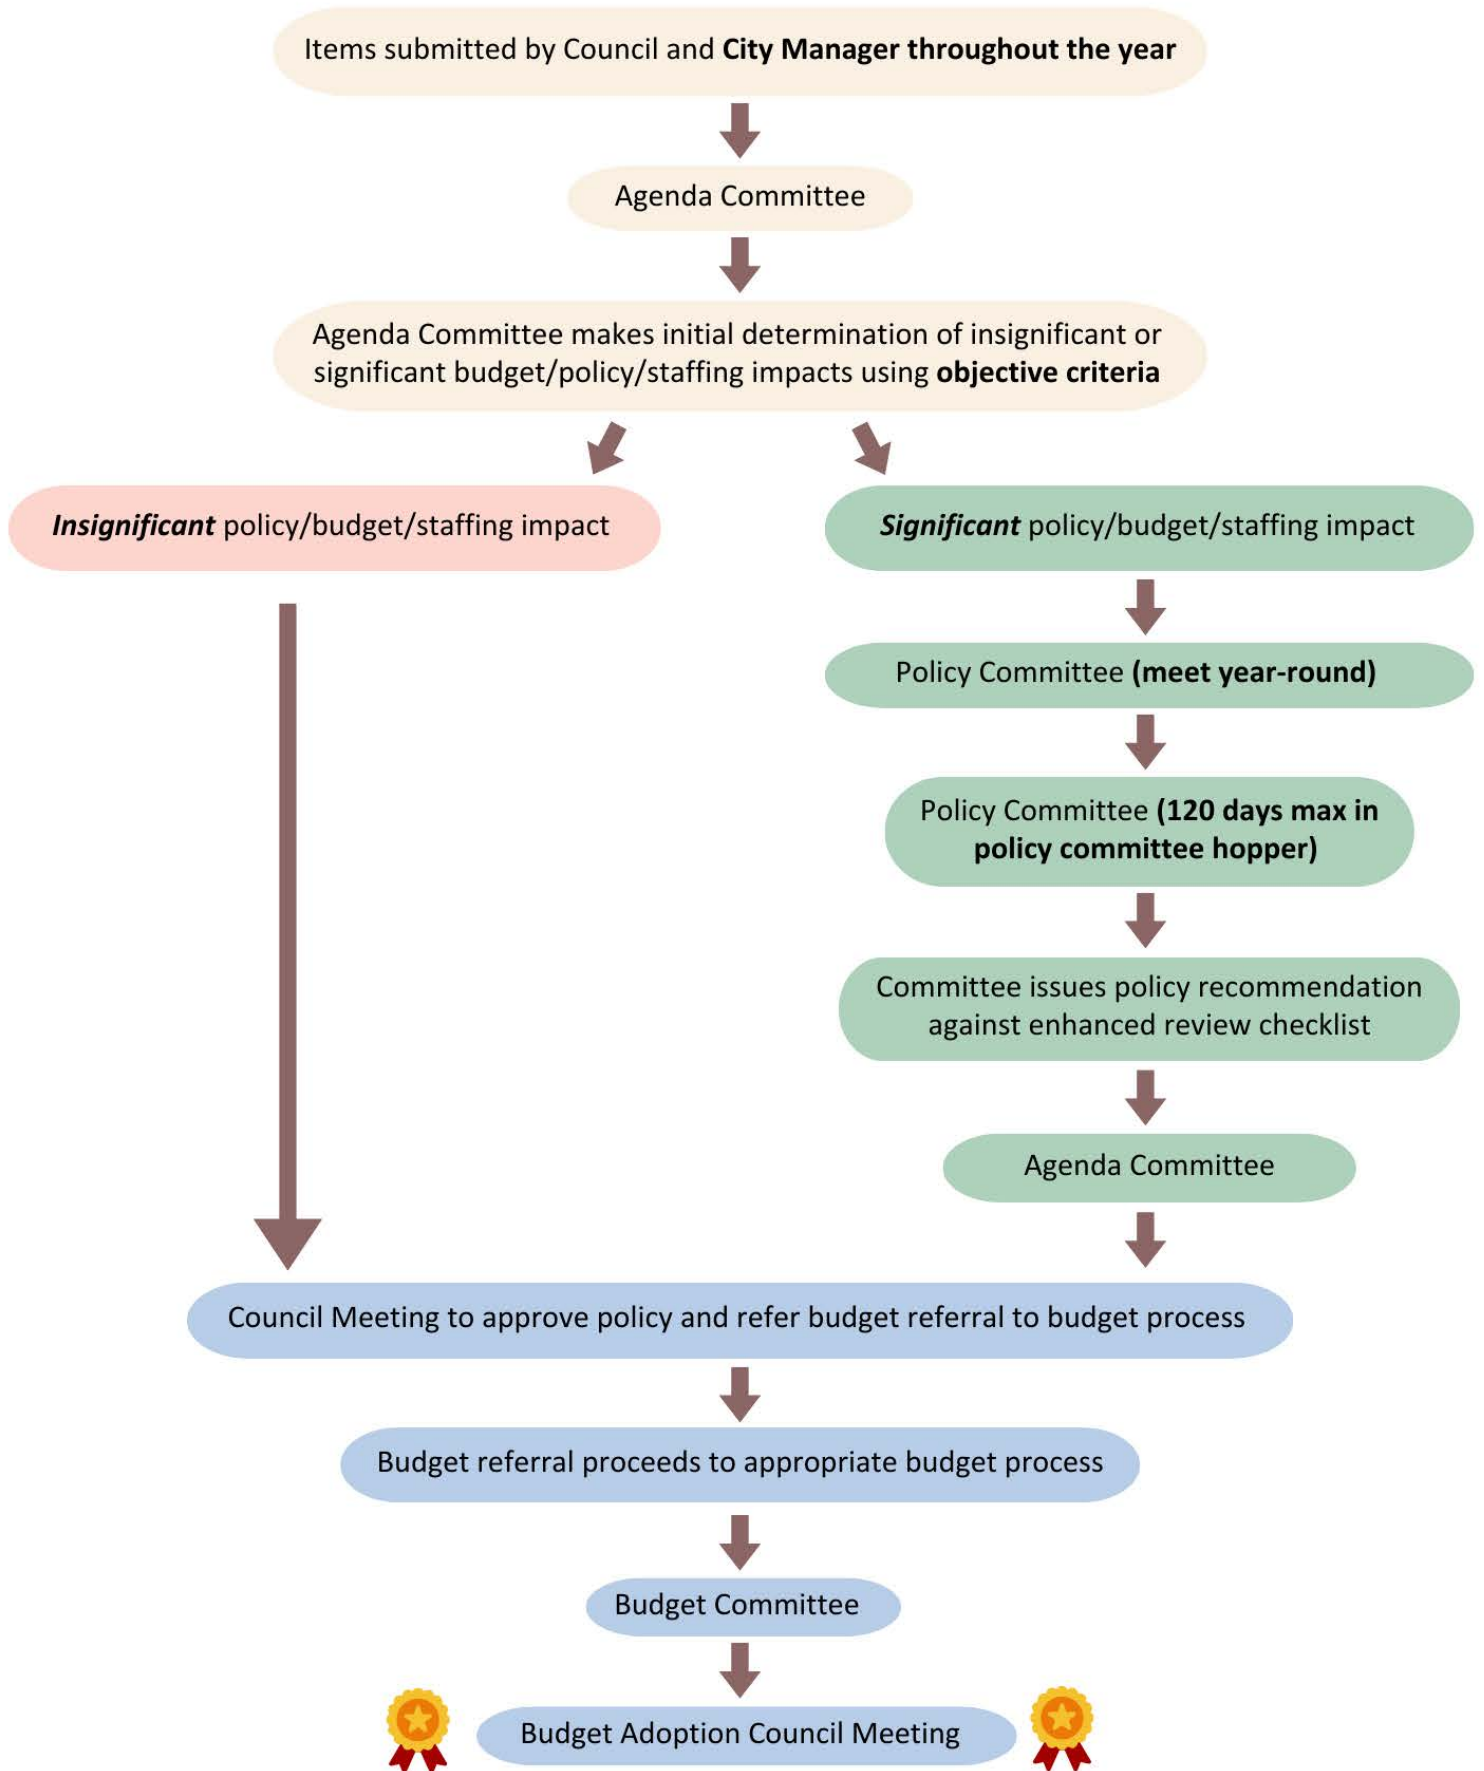 Items submitted by Council and City Manager throughout the year
Agenda Committee
Agenda Committee makes initial determination of insignificant or
significant budget/policy/staffing impacts using objective criteria
Insignificant policy/budget/staffing impact
Significant policy/budget/staffing impact
Policy Committee (meet year-round)
Policy Committee (120 days max in
policy committee hopper)
Committee issues policy recommendation
against enhanced review checklist
Agenda Committee
Council Meeting to approve policy and refer budget referral to budget process
Budget referral proceeds to appropriate budget process
Budget Committee
Budget Adoption Council Meeting